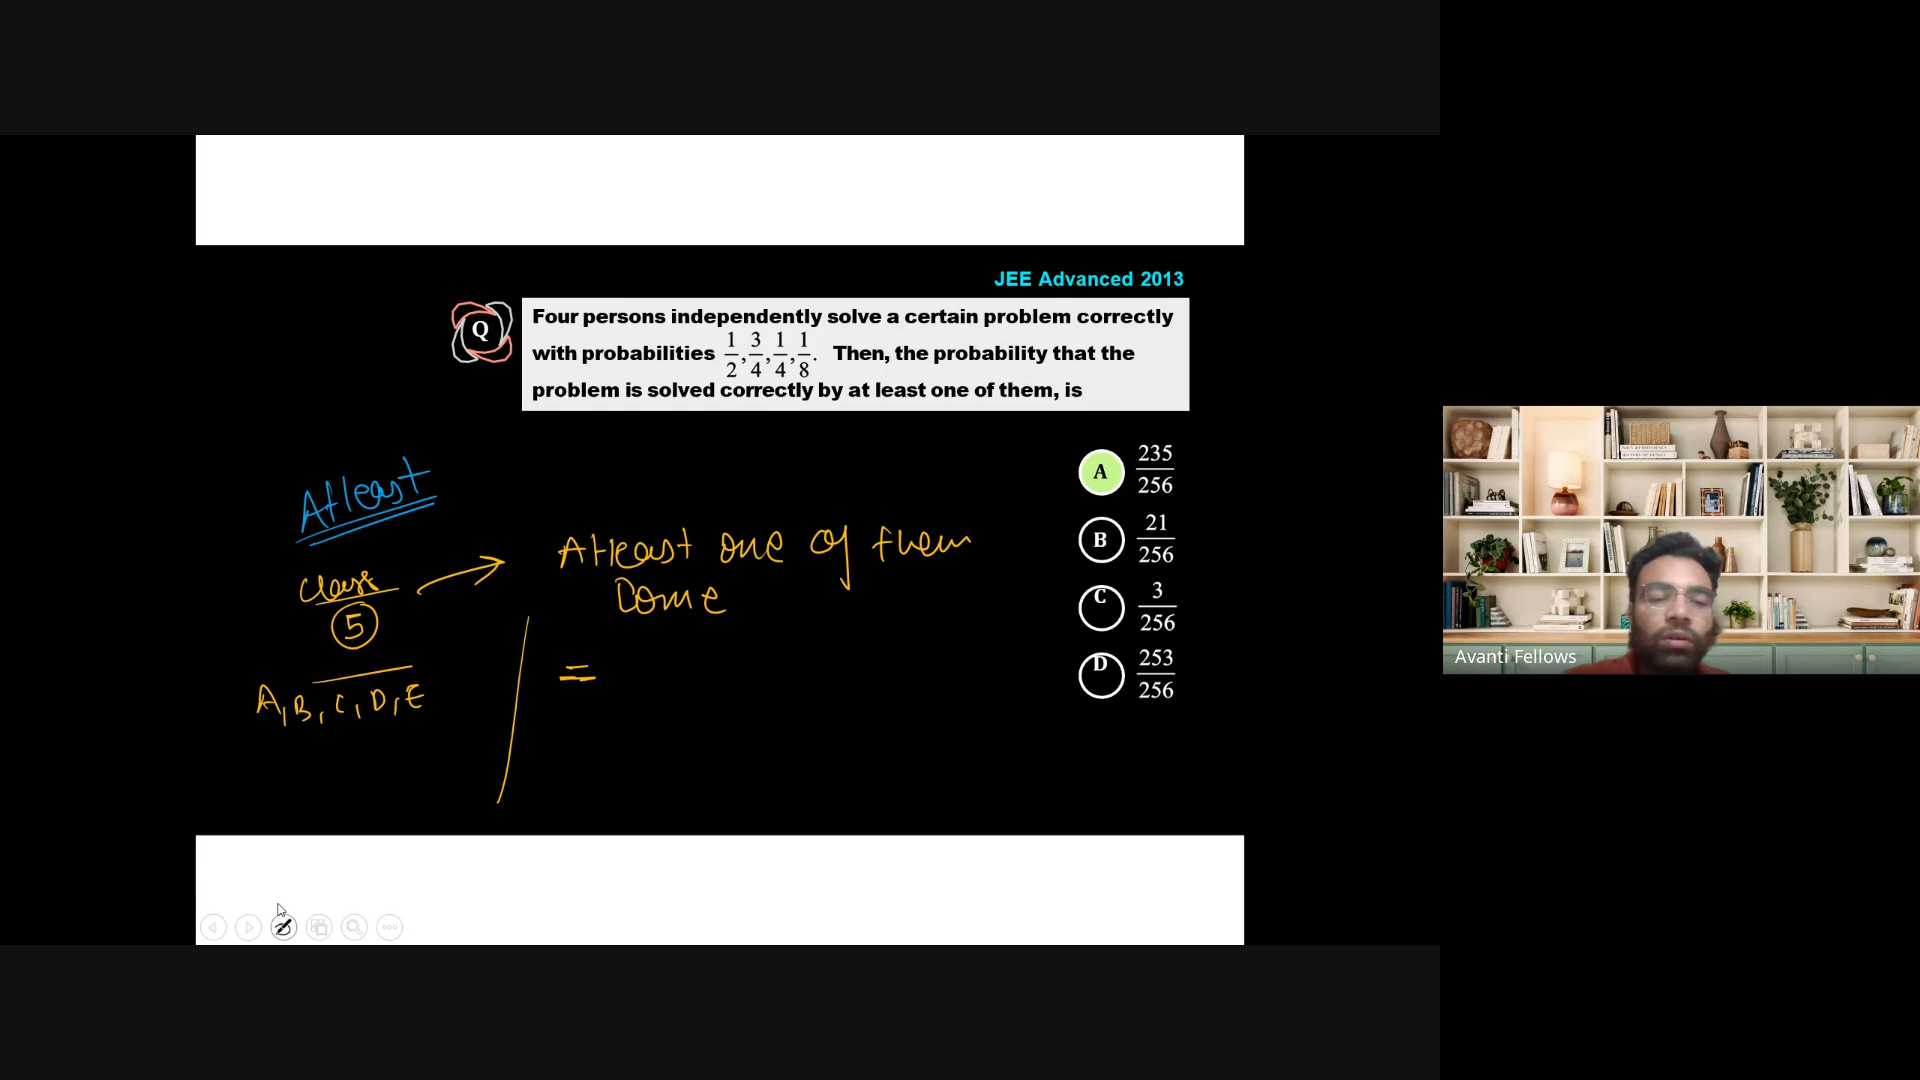 JEE Advanced 2013
Q
Four persons independently solve a certain problem correctly
with probabilities 1/2, 3/4, 1/4, 1/8. Then, the probability that the
problem is solved correctly by at least one of them, is
A 235/256
B 21/256
C 3/256
D 253/256
Atleast
Class
5
A, B, C, D, E
Atleast one of them
Come
=
Avanti Fellows